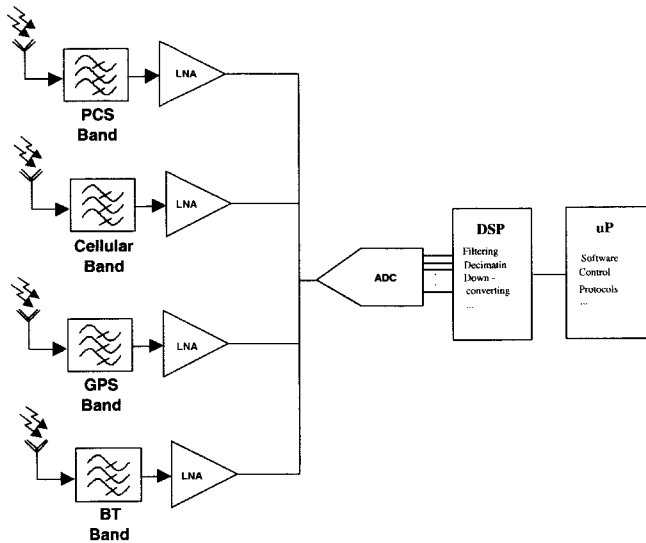 LNA
PCS
Band
LNA
Cellular
Band
LNA
GPS
Band
LNA
BT
Band
ADC
DSP
Filtering
Decimatin
Down -
converting
...
uP
Software
Control
Protocols
...